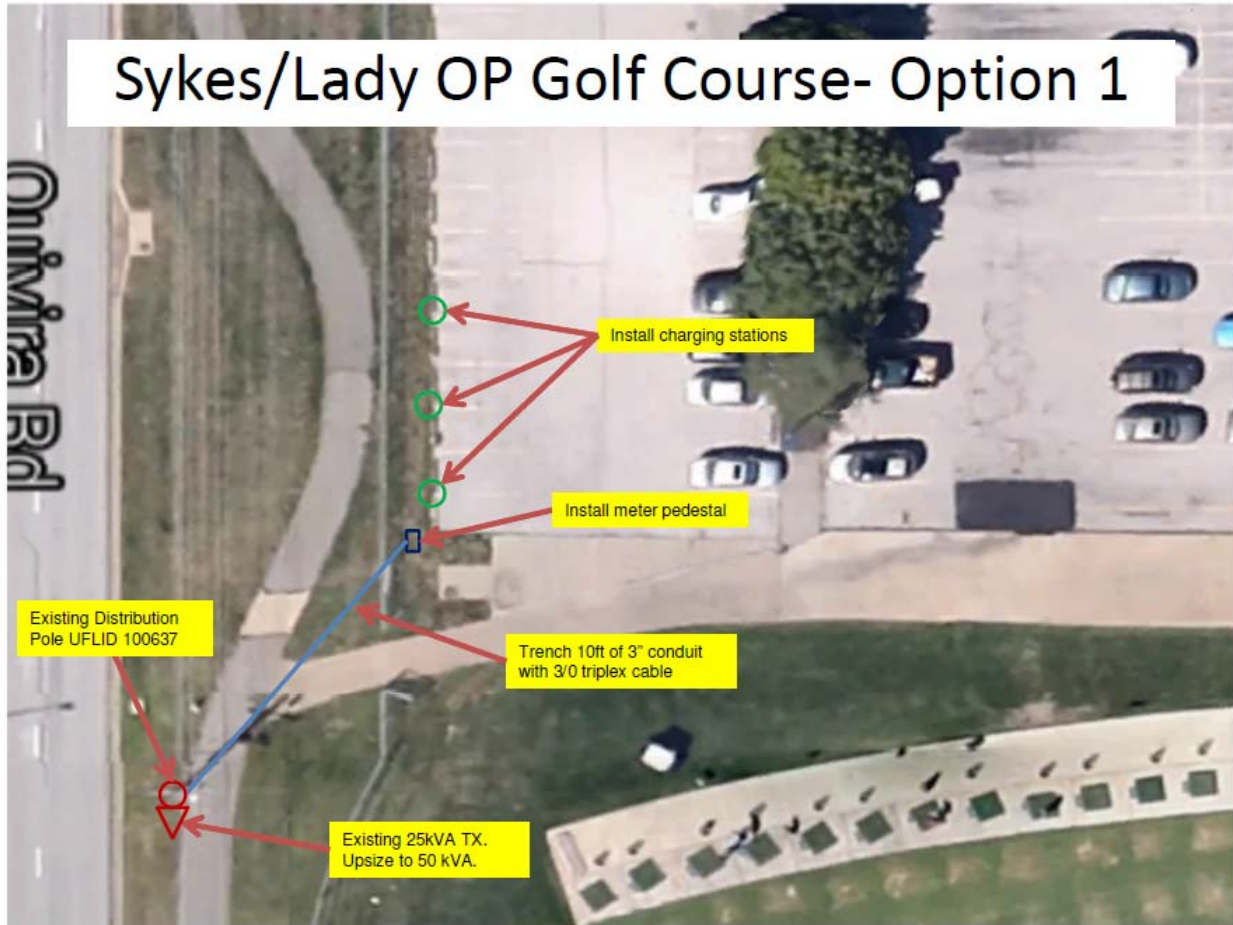 Sykes/Lady OP Golf Course- Option 1
Quivira Rd
Install charging stations
Install meter pedestal
Existing Distribution
Pole UFLID 100637
Trench 10ft of 3” conduit
with 3/0 triplex cable
Existing 25kVA TX.
Upsize to 50 kVA.